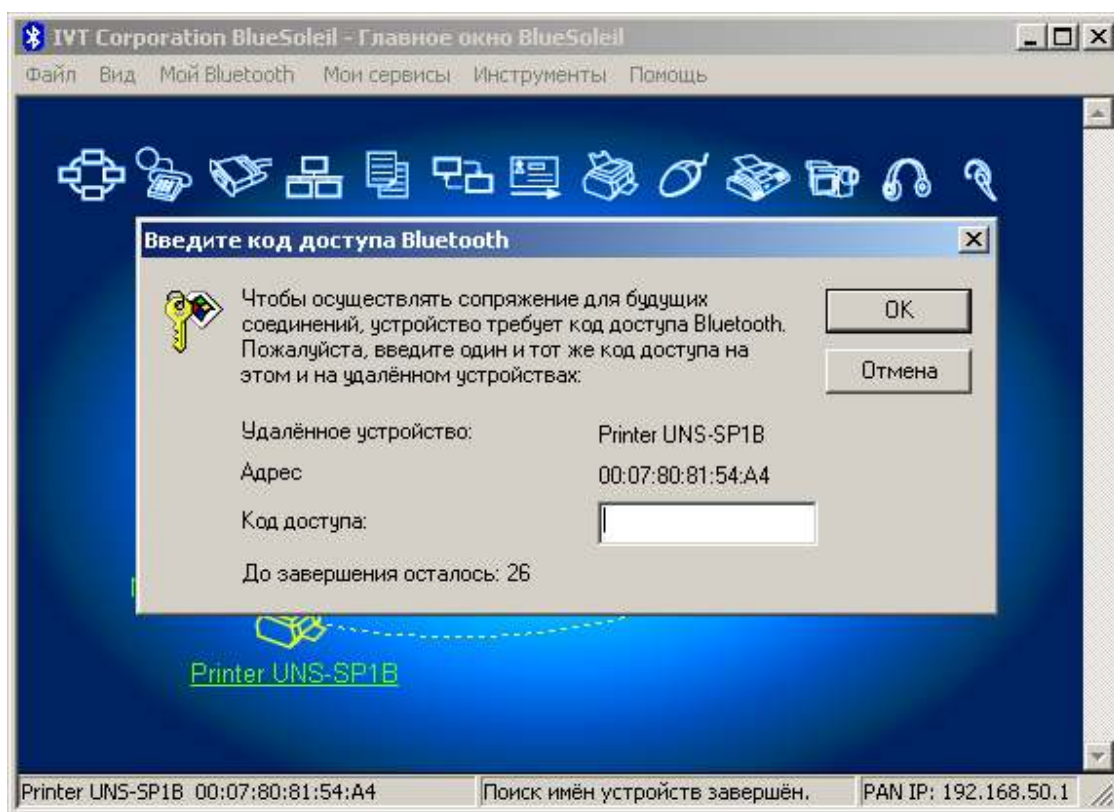 IVT Corporation BlueSoleil - Главное окно BlueSoleil
Файл Вид Мой Bluetooth Мои сервисы Инструменты Помощь
Введите код доступа Bluetooth
Чтобы осуществлять сопряжение для будущих
соединений, устройство требует код доступа Bluetooth.
Пожалуйста, введите один и тот же код доступа на
этом и на удалённом устройствах:
OK
Отмена
Удалённое устройство: Printer UNS-SP1B
Адрес 00:07:80:81:54:A4
Код доступа:
До завершения осталось: 26
Printer UNS-SP1B
Printer UNS-SP1B 00:07:80:81:54:A4 Поиск имён устройств завершён. PAN IP: 192.168.50.1